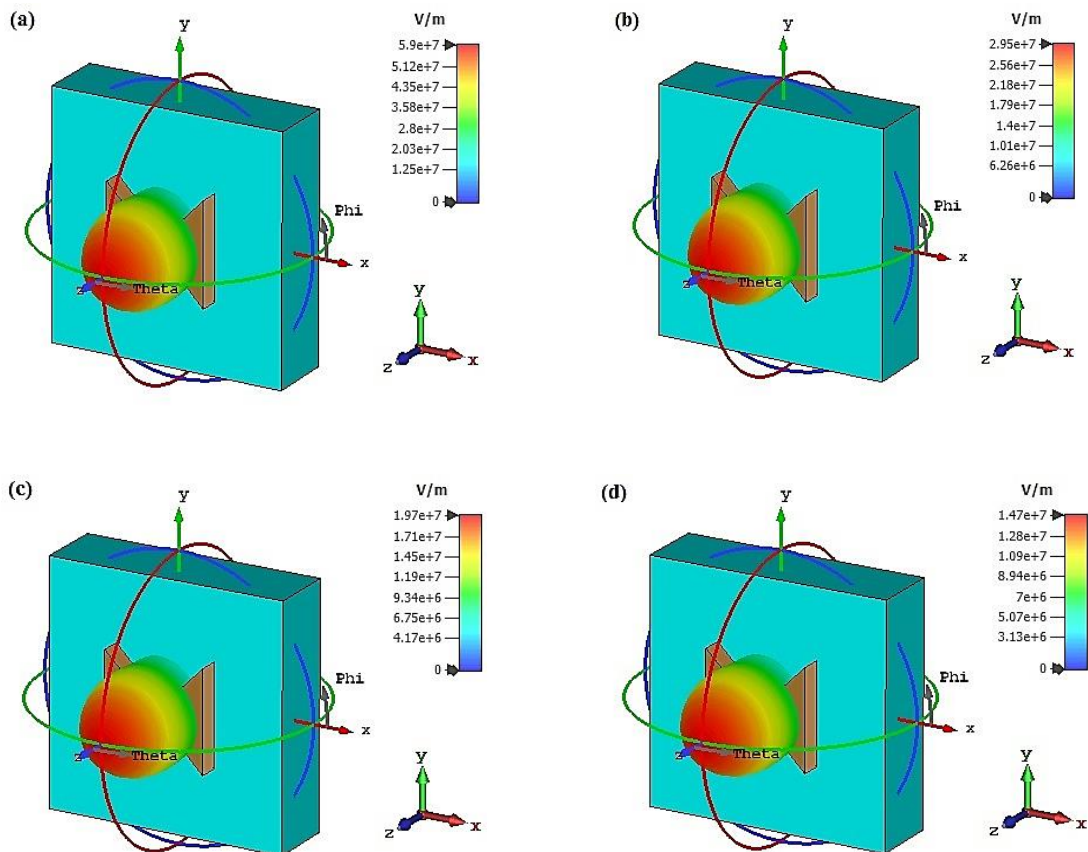 (a)
V/m
5.9e+7
5.12e+7
4.35e+7
3.58e+7
2.8e+7
2.03e+7
1.25e+7
0
y
Phi
x
z
Theta
y
z
x
(b)
V/m
2.95e+7
2.56e+7
2.18e+7
1.79e+7
1.4e+7
1.01e+7
6.26e+6
0
y
Phi
x
z
Theta
y
z
x
(c)
V/m
1.97e+7
1.71e+7
1.45e+7
1.19e+7
9.34e+6
6.75e+6
4.17e+6
0
y
Phi
x
z
Theta
y
z
x
(d)
V/m
1.47e+7
1.28e+7
1.09e+7
8.94e+6
7e+6
5.07e+6
3.13e+6
0
y
Phi
x
z
Theta
y
z
x